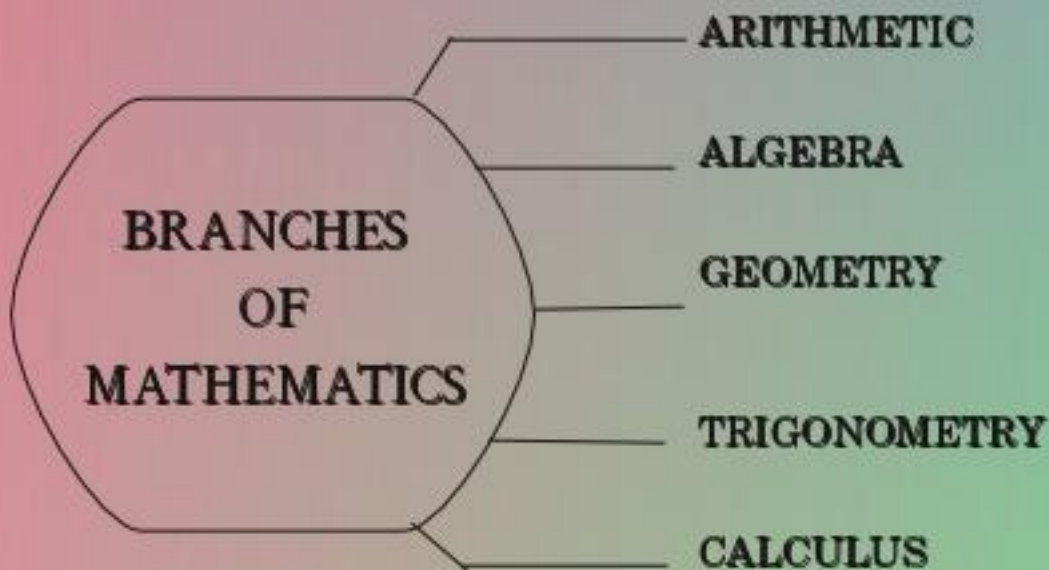 BRANCHES
OF
MATHEMATICS
ARITHMETIC
ALGEBRA
GEOMETRY
TRIGONOMETRY
CALCULUS